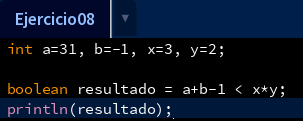 Ejercicio08
int a=31, b=-1, x=3, y=2;
boolean resultado = a+b-1 < x*y;
println(resultado);